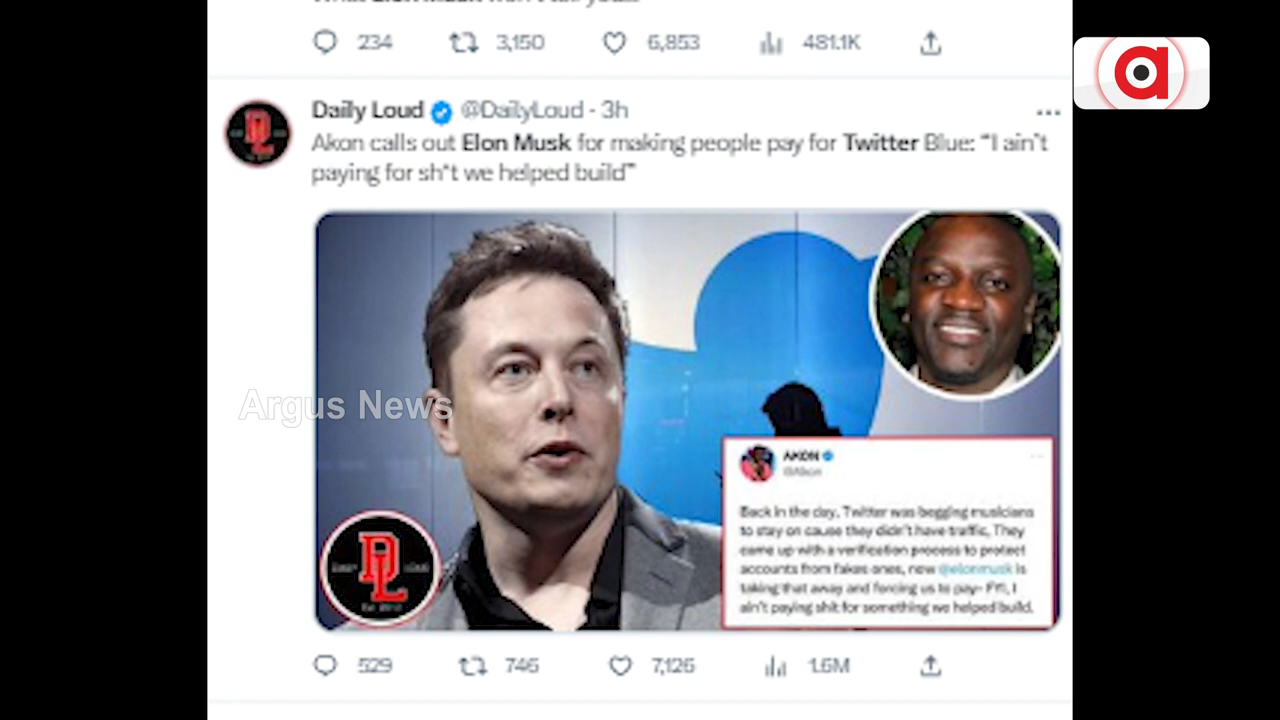 234 3,150 6,853 481.1K
Daily Loud @DailyLoud - 3h
Akon calls out Elon Musk for making people pay for Twitter Blue: “I ain’t
paying for sh*t we helped build”
Argus News
AKON
@Akon
Back in the day, Twitter was begging musicians
to stay on cause they didn't have traffic, They
came up with a verification process to protect
accounts from fakes ones, now @elonmusk is
taking that away and forcing us to pay- FYI, I
ain't paying shit for something we helped build.
DL
529 746 7,126 1.6M
a